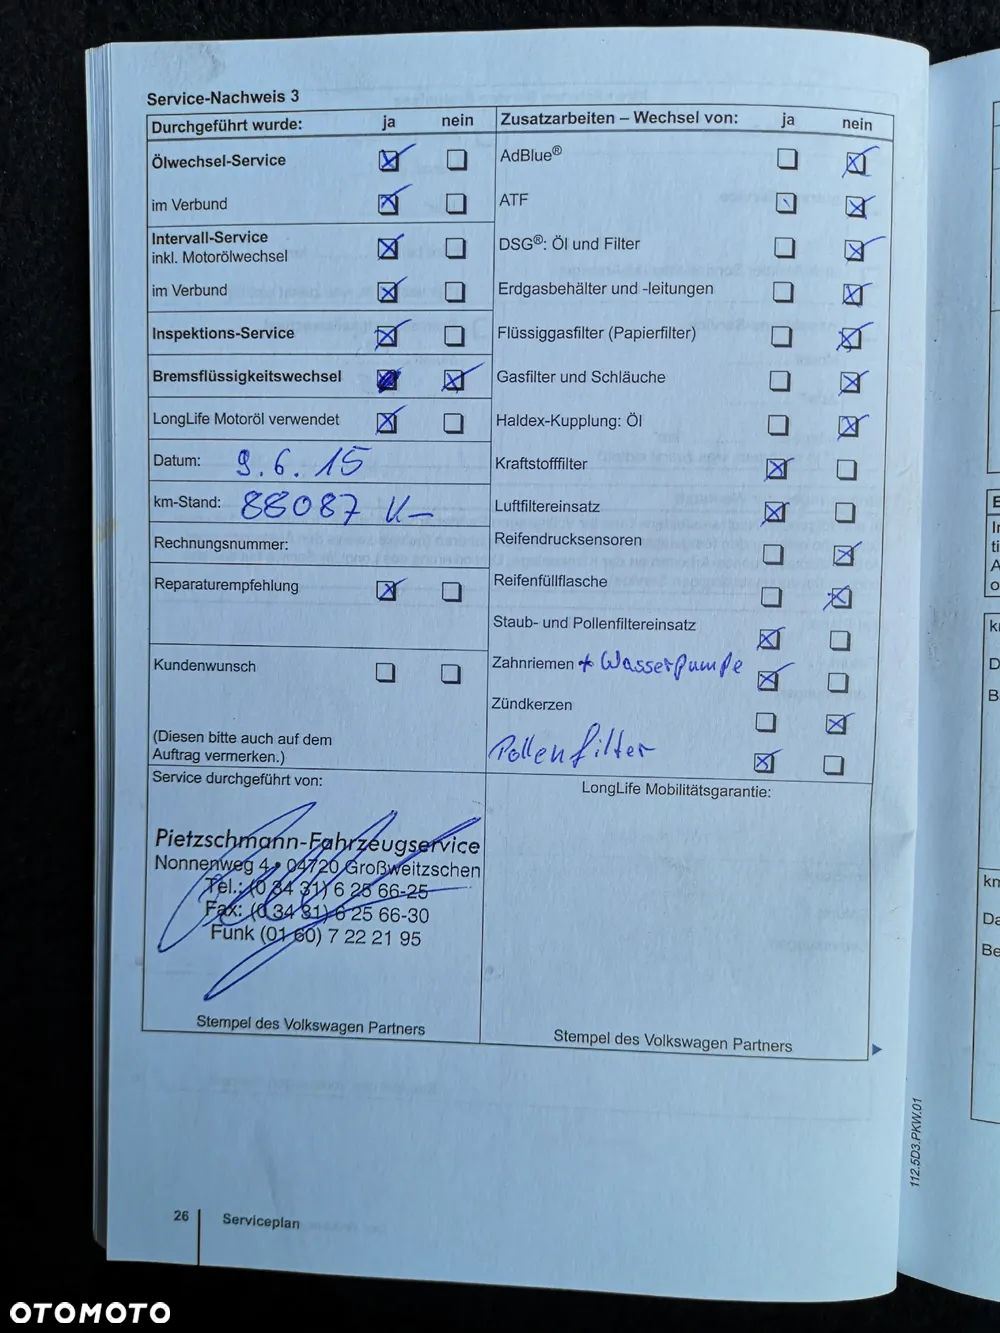 Service-Nachweis 3
Durchgeführt wurde: ja nein
Ölwechsel-Service
im Verbund
Intervall-Service
inkl. Motorölwechsel
im Verbund
Inspektions-Service
Bremsflüssigkeitswechsel
LongLife Motoröl verwendet
Datum: 9.6.15
km-Stand: 88087 K
Rechnungsnummer:
Reparaturempfehlung
Kundenwunsch
(Diesen bitte auch auf dem
Auftrag vermerken.)
Service durchgeführt von:
Pietzschmann-Fahrzeugservice
Nonnenweg 4 • 04720 Großweitzschen
Tel.: (0 34 31) 6 25 66-25
Fax: (0 34 31) 6 25 66-30
Funk (01 60) 7 22 21 95
Stempel des Volkswagen Partners
Zusatzarbeiten – Wechsel von: ja nein
AdBlue®
ATF
DSG®: Öl und Filter
Erdgasbehälter und -leitungen
Flüssiggasfilter (Papierfilter)
Gasfilter und Schläuche
Haldex-Kupplung: Öl
Kraftstofffilter
Luftfiltereinsatz
Reifendrucksensoren
Reifenfüllflasche
Staub- und Pollenfiltereinsatz
Zahnriemen + Wasserpumpe
Zündkerzen
Pollenfilter
LongLife Mobilitätsgarantie:
Stempel des Volkswagen Partners
112.5D3.PKW.01
26 Serviceplan
OTOMOTO